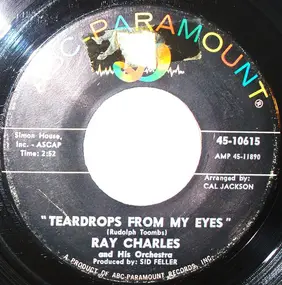 ABC-PARAMOUNT
Simon House,
Inc. - ASCAP
Time: 2:52
45-10615
AMP 45-11890
Arranged by:
CAL JACKSON
"TEARDROPS FROM MY EYES"
(Rudolph Toombs)
RAY CHARLES
and His Orchestra
Produced by: SID FELLER
A PRODUCT OF ABC-PARAMOUNT RECORDS, INC.